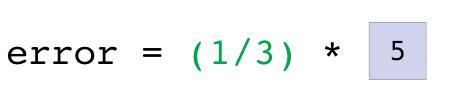 error = (1/3) * 5